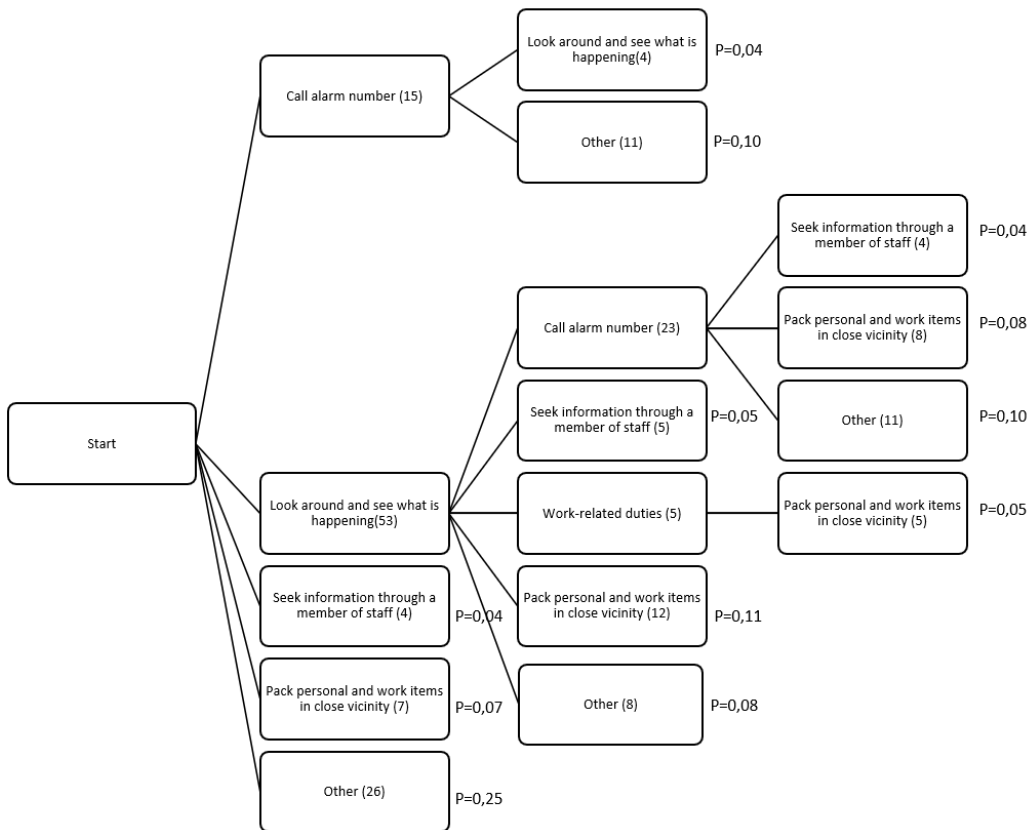 Look around and see what is
happening(4)
P=0,04
Call alarm number (15)
Other (11)
P=0,10
Seek information through a
member of staff (4)
P=0,04
Call alarm number (23)
Pack personal and work items
in close vicinity (8)
P=0,08
Seek information through a
member of staff (5)
P=0,05
Other (11)
P=0,10
Start
Look around and see what is
happening(53)
Work-related duties (5)
Pack personal and work items
in close vicinity (5)
P=0,05
Seek information through a
member of staff (4)
P=0,04
Pack personal and work items
in close vicinity (12)
P=0,11
Pack personal and work items
in close vicinity (7)
P=0,07
Other (8)
P=0,08
Other (26)
P=0,25